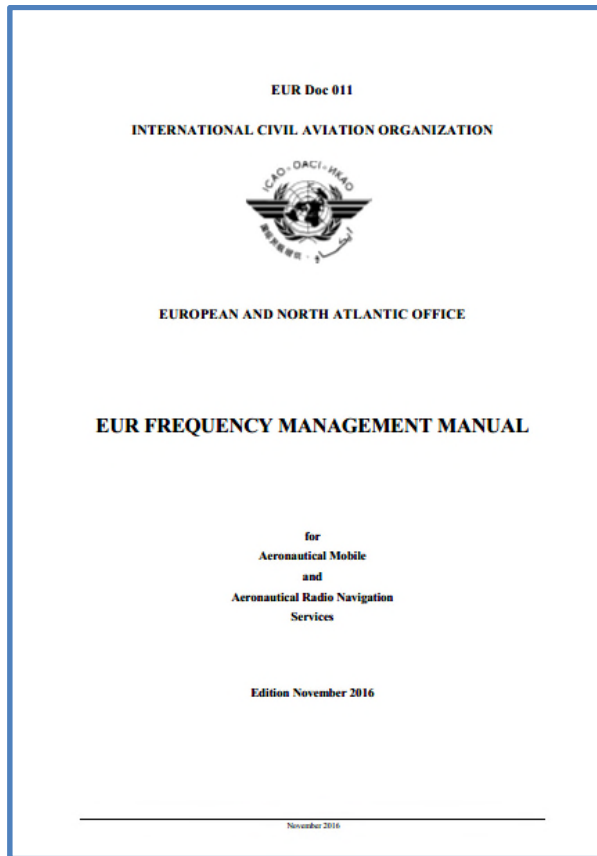 EUR Doc 011
INTERNATIONAL CIVIL AVIATION ORGANIZATION
ICAO · OACI · ИКАО
EUROPEAN AND NORTH ATLANTIC OFFICE
EUR FREQUENCY MANAGEMENT MANUAL
for
Aeronautical Mobile
and
Aeronautical Radio Navigation
Services
Edition November 2016
November 2016